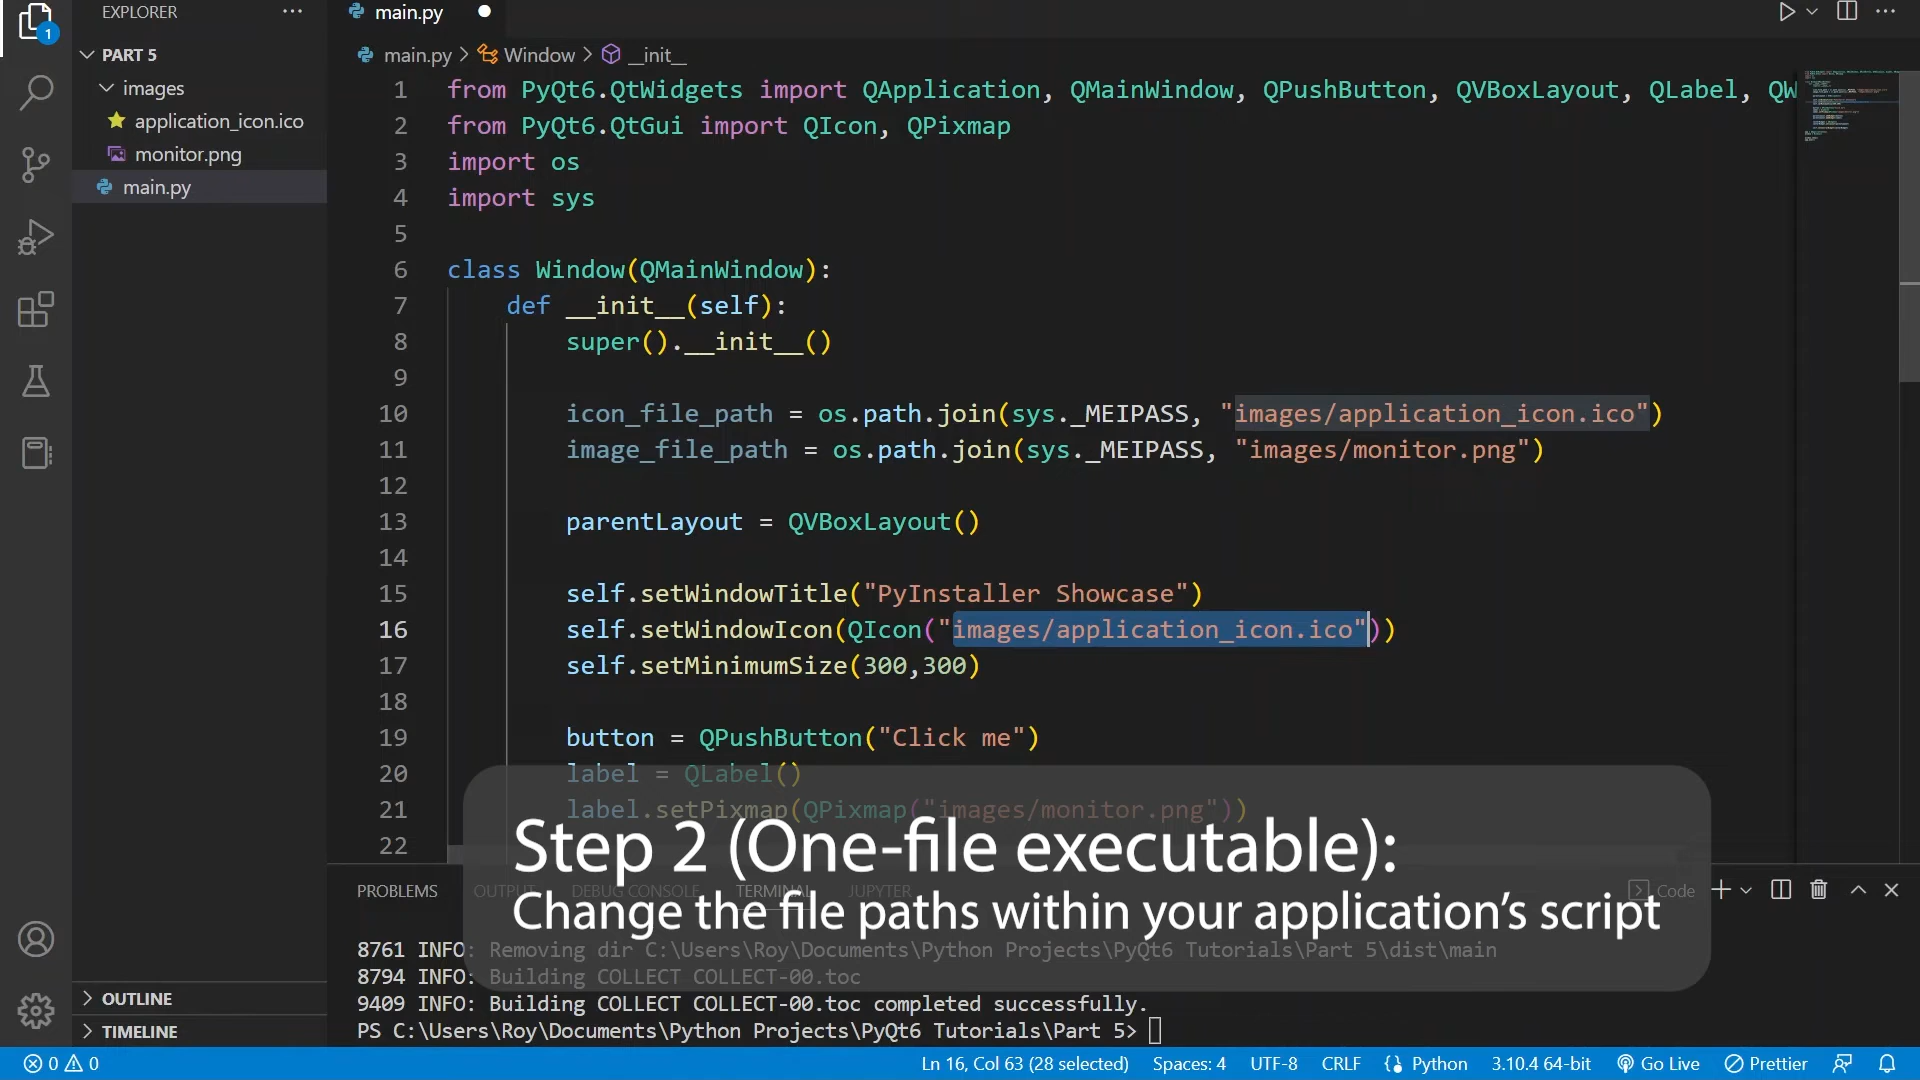 EXPLORER
main.py
1
PART 5
main.py > Window > __init__
images
application_icon.ico
monitor.png
main.py
1 from PyQt6.QtWidgets import QApplication, QMainWindow, QPushButton, QVBoxLayout, QLabel, QW
2 from PyQt6.QtGui import QIcon, QPixmap
3 import os
4 import sys
5
6 class Window(QMainWindow):
7 def __init__(self):
8 super().__init__()
9
10 icon_file_path = os.path.join(sys._MEIPASS, "images/application_icon.ico")
11 image_file_path = os.path.join(sys._MEIPASS, "images/monitor.png")
12
13 parentLayout = QVBoxLayout()
14
15 self.setWindowTitle("PyInstaller Showcase")
16 self.setWindowIcon(QIcon("images/application_icon.ico"))
17 self.setMinimumSize(300,300)
18
19 button = QPushButton("Click me")
20 label = QLabel()
21 label.setPixmap(QPixmap("images/monitor.png"))
22
Step 2 (One-file executable):
Change the file paths within your application's script
PROBLEMS OUTPUT DEBUG CONSOLE TERMINAL JUPYTER Code
8761 INFO: Removing dir C:\Users\Roy\Documents\Python Projects\PyQt6 Tutorials\Part 5\dist\main
8794 INFO: Building COLLECT COLLECT-00.toc
9409 INFO: Building COLLECT COLLECT-00.toc completed successfully.
PS C:\Users\Roy\Documents\Python Projects\PyQt6 Tutorials\Part 5>
OUTLINE
TIMELINE
0 0 Ln 16, Col 63 (28 selected) Spaces: 4 UTF-8 CRLF Python 3.10.4 64-bit Go Live Prettier